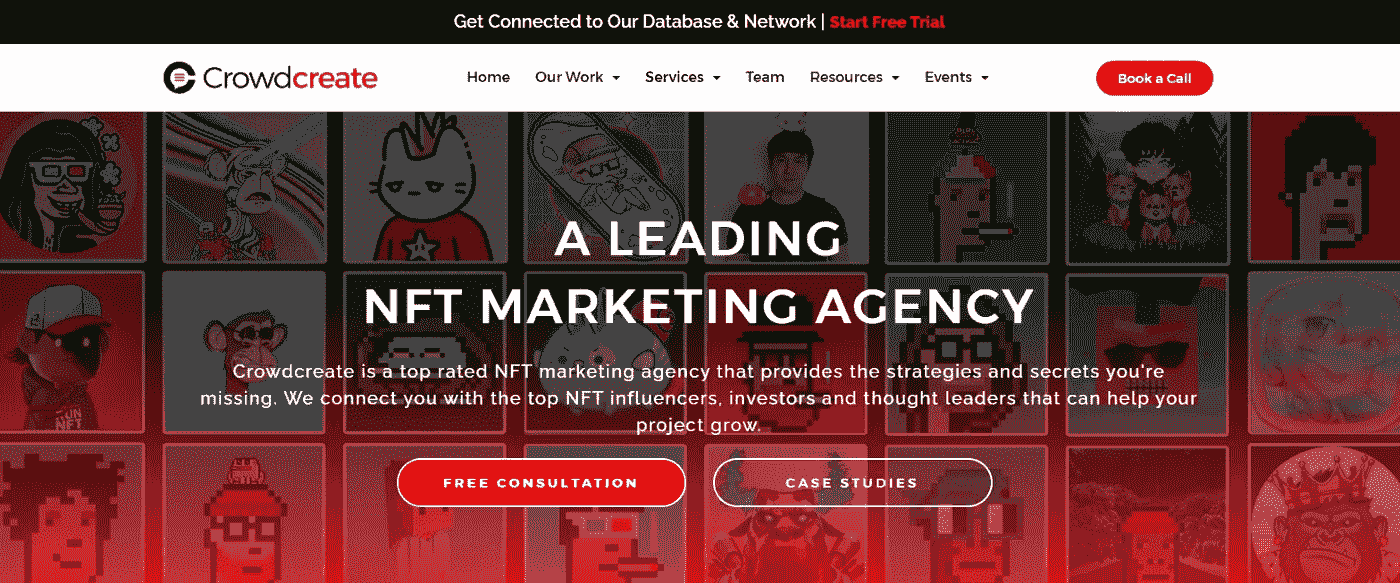 Get Connected to Our Database & Network | Start Free Trial
Crowdcreate
Home Our Work Services Team Resources Events
Book a Call
A LEADING
NFT MARKETING AGENCY
Crowdcreate is a top rated NFT marketing agency that provides the strategies and secrets you're
missing. We connect you with the top NFT influencers, investors and thought leaders that can help your
project grow.
FREE CONSULTATION
CASE STUDIES